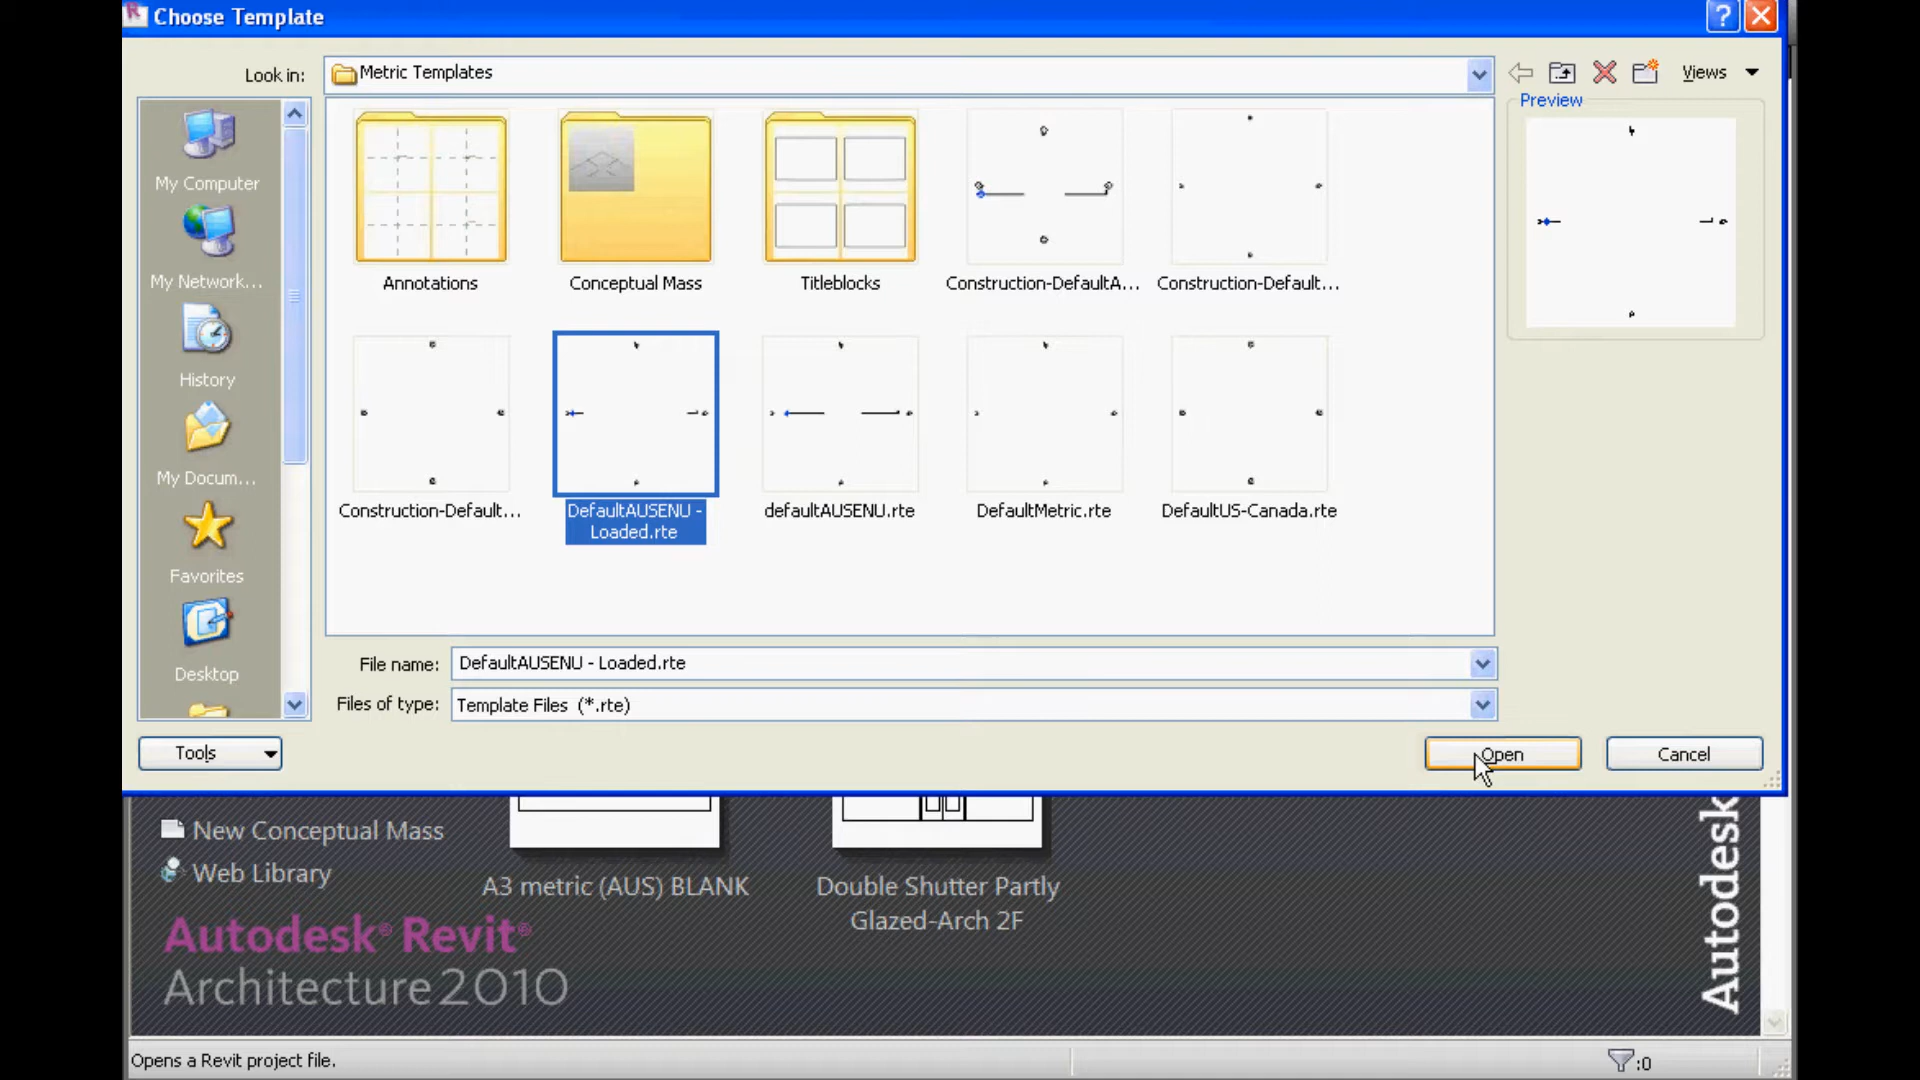 Choose Template
Look in:
Metric Templates
Views
My Computer
My Network...
History
My Docum...
Favorites
Desktop
Annotations
Conceptual Mass
Titleblocks
Construction-DefaultA...
Construction-Default...
Construction-Default...
DefaultAUSENU -
Loaded.rte
defaultAUSENU.rte
DefaultMetric.rte
DefaultUS-Canada.rte
Preview
File name:
DefaultAUSENU - Loaded.rte
Files of type:
Template Files (*.rte)
Tools
Open
Cancel
New Conceptual Mass
Web Library
A3 metric (AUS) BLANK
Double Shutter Partly
Glazed-Arch 2F
Autodesk® Revit®
Architecture 2010
Autodesk
Opens a Revit project file.
:0